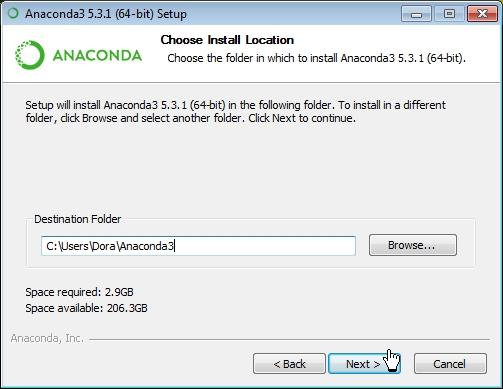 Anaconda3 5.3.1 (64-bit) Setup
ANACONDA
Choose Install Location
Choose the folder in which to install Anaconda3 5.3.1 (64-bit).
Setup will install Anaconda3 5.3.1 (64-bit) in the following folder. To install in a different
folder, click Browse and select another folder. Click Next to continue.
Destination Folder
C:\Users\Dora\Anaconda3
Browse...
Space required: 2.9GB
Space available: 206.3GB
Anaconda, Inc.
< Back
Next >
Cancel